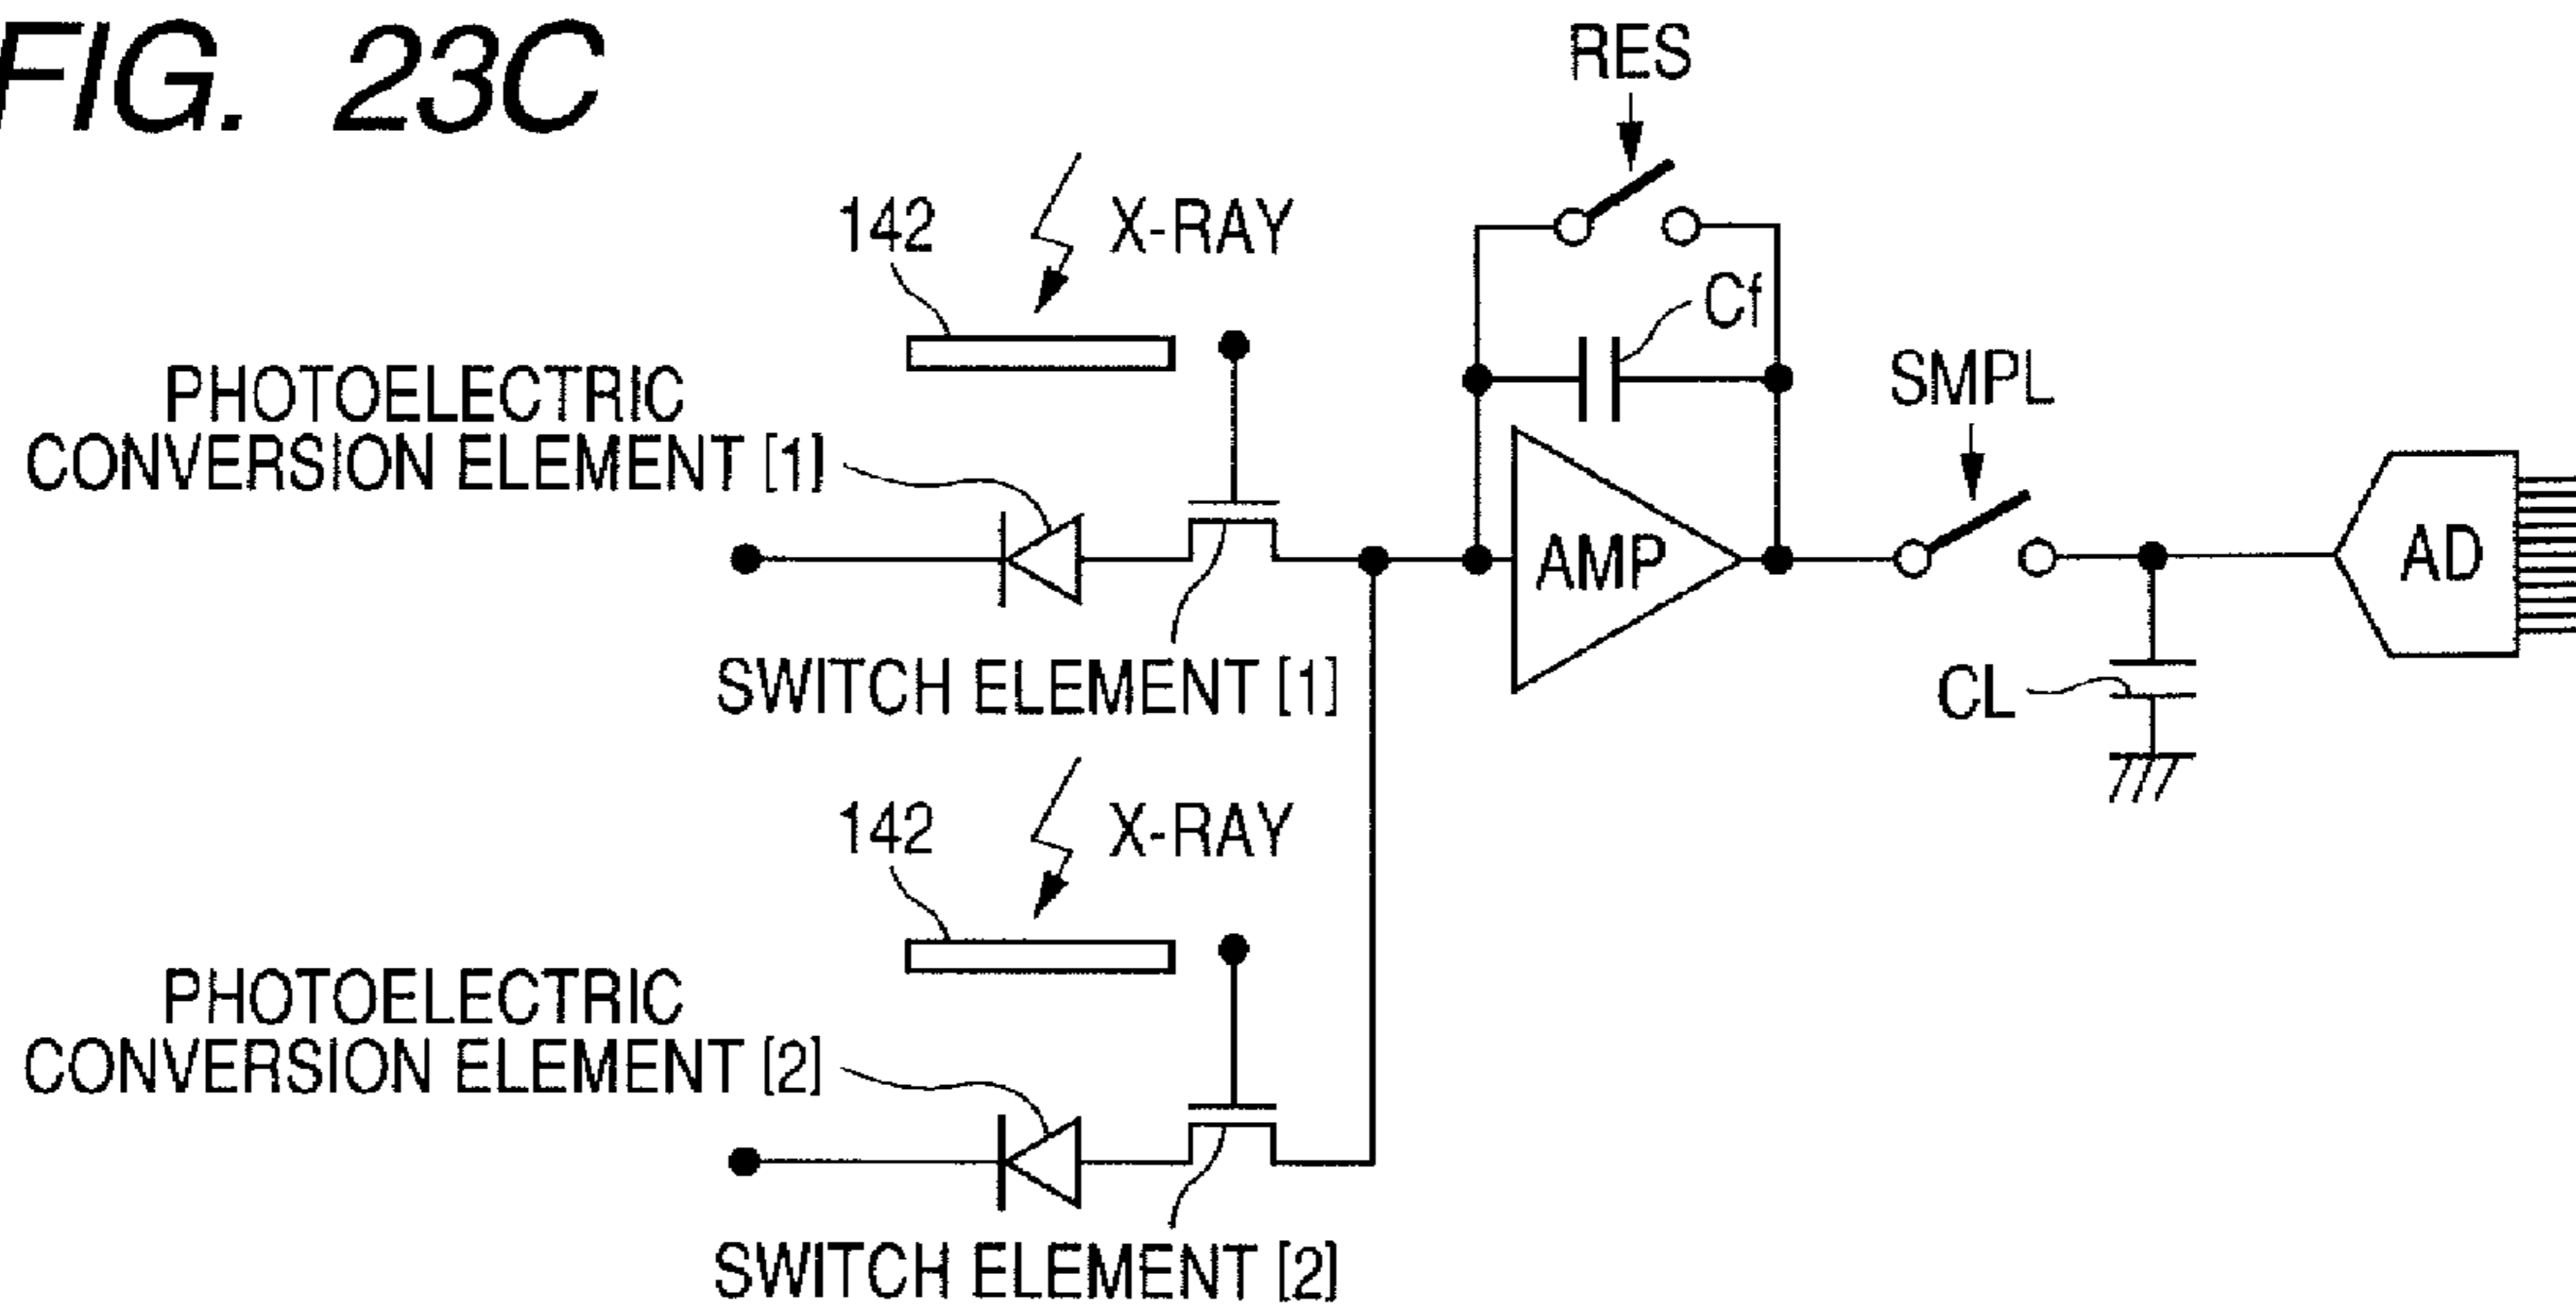 FIG. 23C
RES
142
X-RAY
Cf
PHOTOELECTRIC
CONVERSION ELEMENT [1]
SMPL
AMP
AD
SWITCH ELEMENT [1]
CL
142
X-RAY
PHOTOELECTRIC
CONVERSION ELEMENT [2]
SWITCH ELEMENT [2]